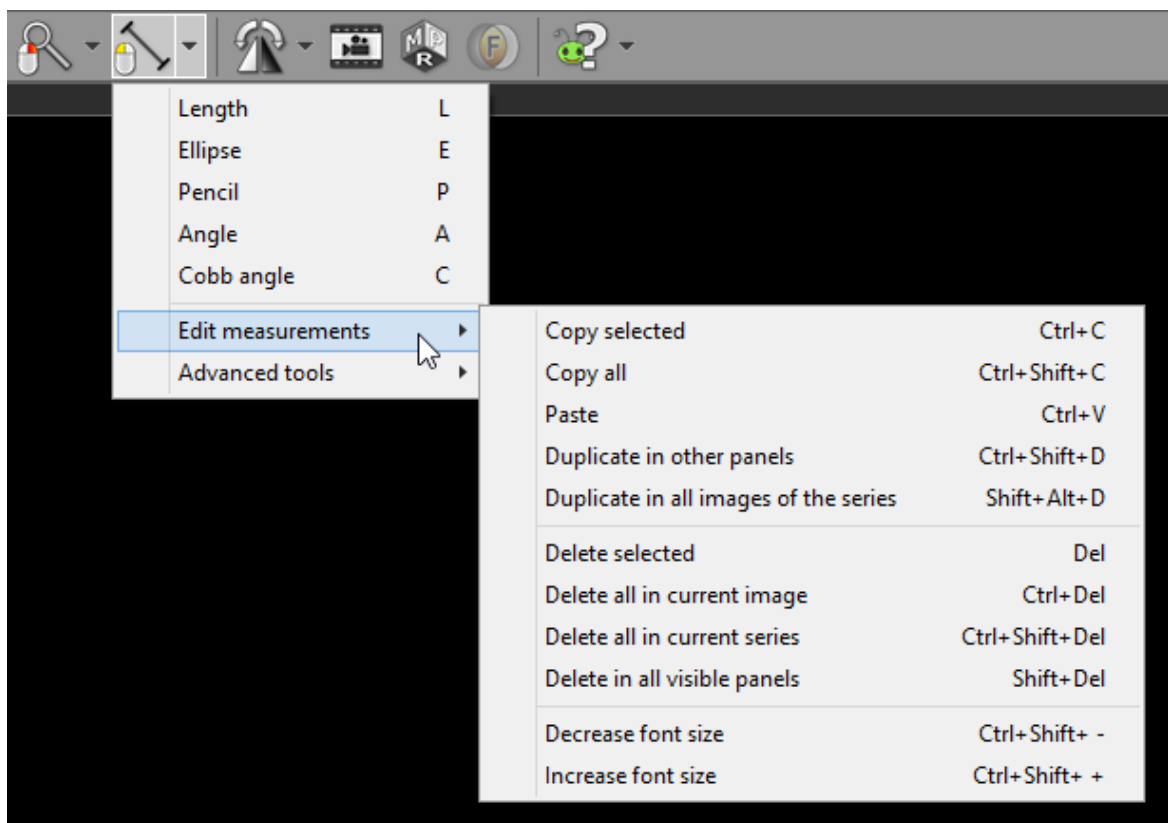 MPR
F
?
Length L
Ellipse E
Pencil P
Angle A
Cobb angle C
Edit measurements
Advanced tools
Copy selected Ctrl+C
Copy all Ctrl+Shift+C
Paste Ctrl+V
Duplicate in other panels Ctrl+Shift+D
Duplicate in all images of the series Shift+Alt+D
Delete selected Del
Delete all in current image Ctrl+Del
Delete all in current series Ctrl+Shift+Del
Delete in all visible panels Shift+Del
Decrease font size Ctrl+Shift+ -
Increase font size Ctrl+Shift+ +